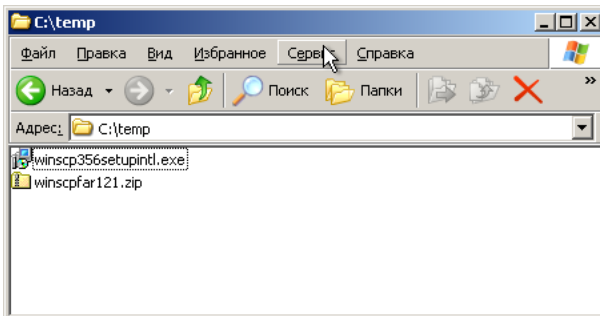 C:\temp
Файл Правка Вид Избранное Сервис Справка
Назад Поиск Папки »
Адрес: C:\temp
winscp356setupintl.exe
winscpfar121.zip